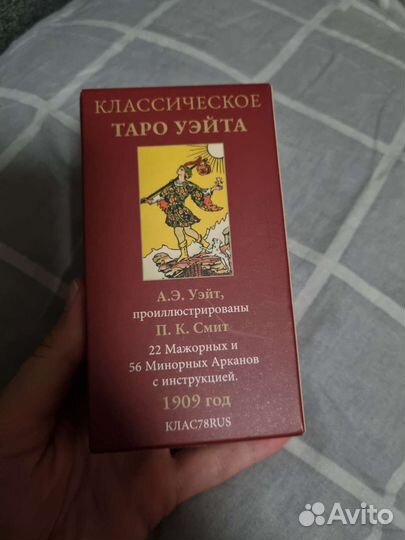 КЛАССИЧЕСКОЕ
ТАРО УЭЙТА
А.Э. Уэйт,
проиллюстрированы
П. К. Смит
22 Мажорных и
56 Минорных Арканов
с инструкцией.
1909 год
КЛАС78RUS
Avito